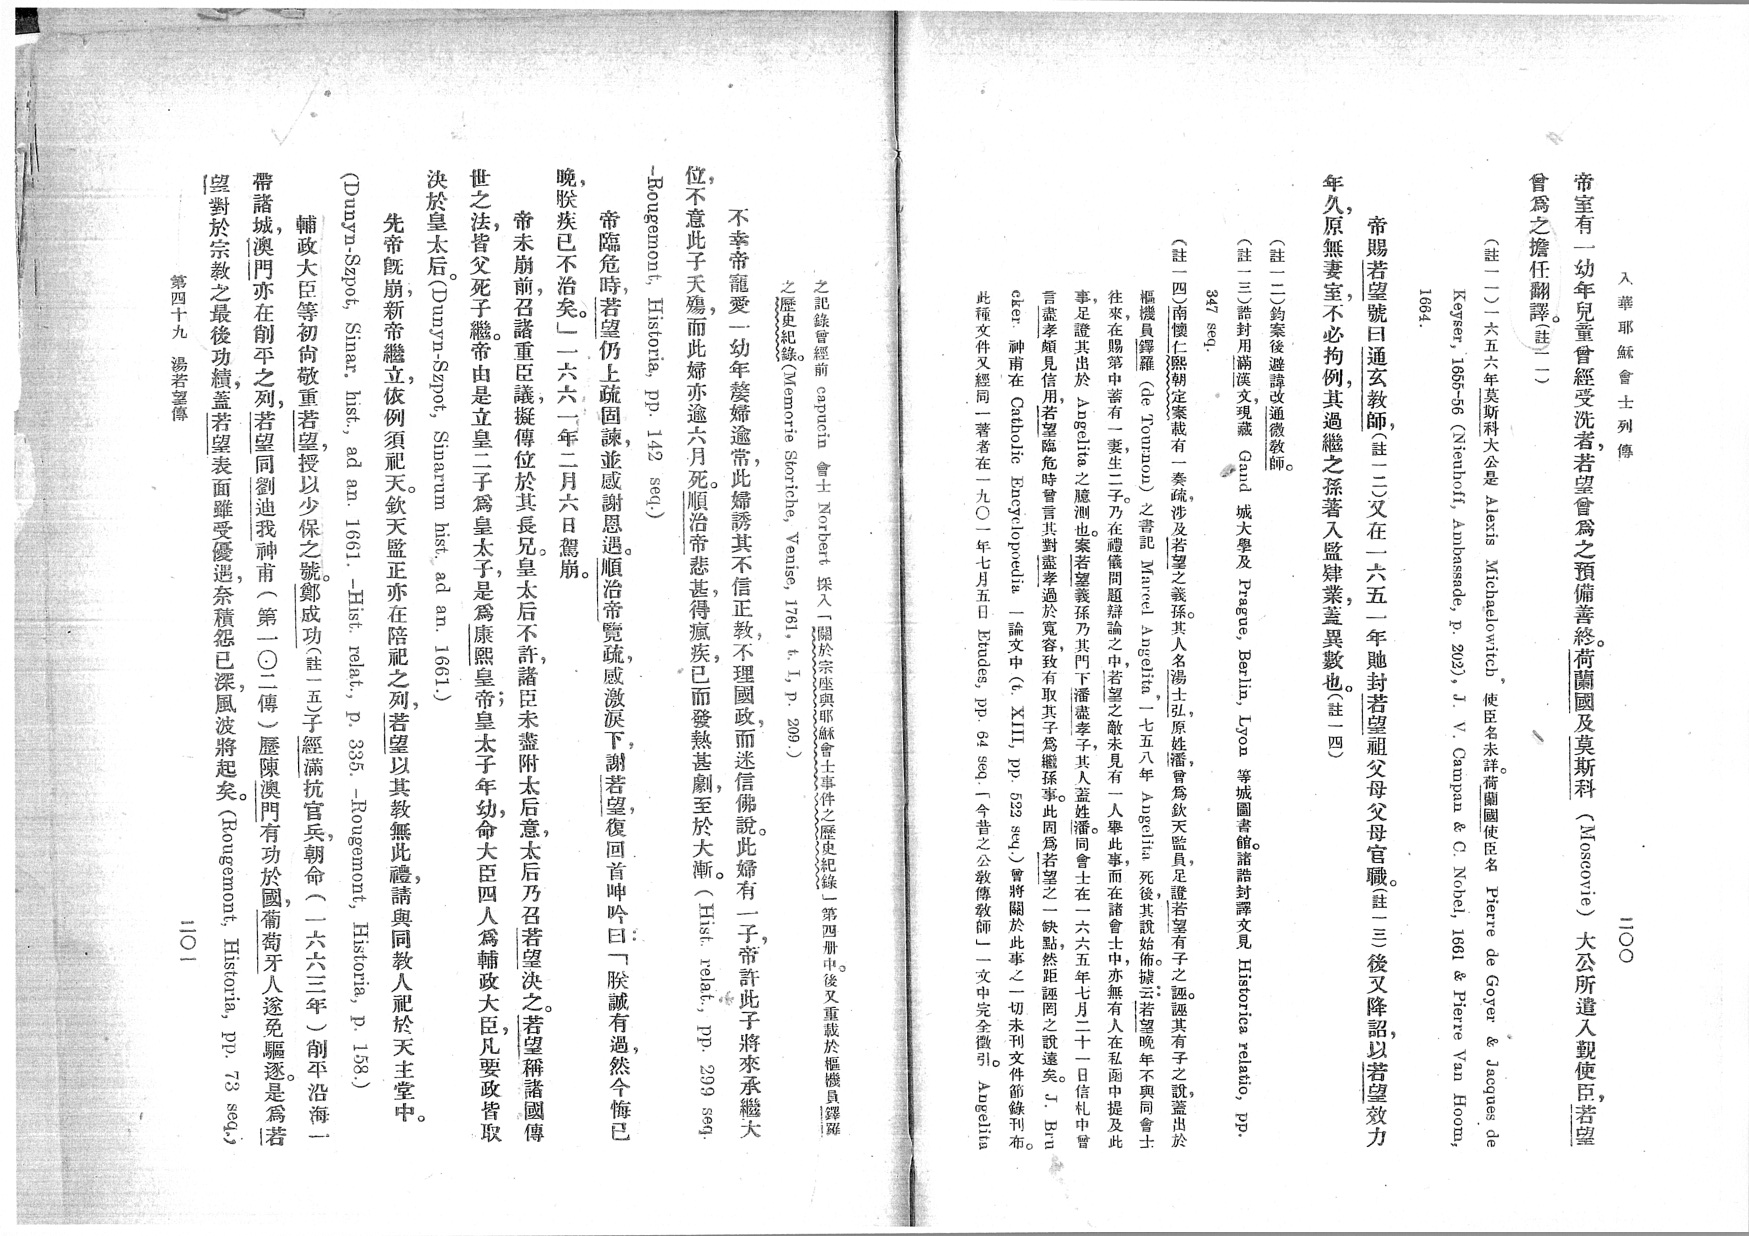 入華耶穌會士列傳
二〇〇
帝室有一幼年兒童曾經受洗者，若望曾爲之預備善終。荷蘭國及莫斯科（Moscovie）大公所遣入覲使臣，若望
曾爲之擔任翻譯。（註一一）
（註一一）一六五六年莫斯科大公是 Alexis Michaelowitch，使臣名未詳。荷蘭國使臣名 Pierre de Goyer & Jacques de
Keyser, 1655-56 (Nieuhoff, Ambassade, p. 202), J. V. Campan & C. Nobel, 1661 & Pierre Van Hoom,
1664.
帝賜若望號曰通玄教師，（註一二）又在一六五一年貤封若望祖父母父母官職。（註一三）後又降詔，以若望效力
年久，原無妻室，不必拘例，其過繼之孫著入監肄業，蓋異數也。（註一四）
（註一二）鈞案後避諱改通微教師。
（註一三）誥封用滿漢文，現藏 Gand 城大學及 Prague, Berlin, Lyon 等城圖書館。諸誥封譯文見 Historica relatio, pp.
347 seq.
（註一四）南懷仁熙朝定案載有一奏疏，涉及若望之義孫。其人名湯士弘，原姓潘，曾爲欽天監員，足證若望有子之誣。誣其有子之說，蓋出於
樞機員鐸羅（de Tournon）之書記 Marcel Angelita，一七五八年 Angelita 死後，其說始佈。據云：若望晚年不與同會士
往來，在賜第中蓄有一妻，生二子。乃在禮儀問題辯論之中，若望之敵未見有一人舉此事，而在諸會士中，亦無有人在私函中提及此
事，足證其出於 Angelita 之臆測也。案若望義孫乃其門下潘盡孝子，其人蓋姓潘。同會士在一六六五年七月二十一日信札中曾
言盡孝頗見信用，若望臨危時曾言其對盡孝過於寬容，致有取其子爲繼孫事。此固爲若望之一缺點，然距誣罔之說遠矣。J. Bru
cker. 神甫在 Catholic Encyclopoedia 一論文中（t. XIII, pp. 522 seq.）曾將關於此事之一切未刊文件節錄刊布。
此種文件又經同一著者在一九〇一年七月五日 Etudes, pp. 64 seq.「今昔之公教傳教師」一文中完全徵引。Angelita
之記錄曾經前 capucin 會士 Norbert 採入「關於宗座與耶穌會士事件之歷史紀錄」第四册中。後又重載於樞機員鐸羅
之歷史紀錄。(Memorie Storiche, Venise, 1761, t. I, p. 209.)
不幸帝寵愛一幼年嫠婦逾常，此婦誘其不信正教，不理國政，而迷信佛說。此婦有一子，帝許此子將來承繼大
位，不意此子夭殤，而此婦亦逾六月死。順治帝悲甚，得瘋疾，已而發熱甚劇，至於大漸。(Hist. relat., pp. 299 seq.
-Rougemont, Historia, pp. 142 seq.)
帝臨危時，若望仍上疏固諫，並感謝恩遇。順治帝覽疏，感激淚下，謝若望，復回首呻吟曰：「朕誠有過，然今悔已
晚，朕疾已不治矣。」一六六一年二月六日駕崩。
帝未崩前，召諸重臣議，擬傳位於其長兄。皇太后不許，諸臣未盡附太后意，太后乃召若望決之。若望稱諸國傳
世之法，皆父死子繼。帝由是立皇二子爲皇太子，是爲康熙皇帝；皇太子年幼，命大臣四人爲輔政大臣，凡要政皆取
決於皇太后。(Dunyn-Szpot, Sinarum hist. ad an. 1661.)
先帝既崩，新帝繼立，依例須祀天。欽天監正亦在陪祀之列，若望以其教無此禮，請與同教人祀於天主堂中。
(Dunyn-Szpot, Sinar. hist., ad an. 1661. -Hist. relat., p. 335. -Rougemont, Historia, p. 158.)
輔政大臣等初尚敬重若望，授以少保之號。鄭成功（註一五）子經滿抗官兵，朝命（一六六三年）削平沿海一
帶諸城，澳門亦在削平之列，若望同劉迪我神甫（第一〇二傳）歷陳澳門有功於國，葡萄牙人遂免驅逐。是爲若
望對於宗教之最後功績，蓋若望表面雖受優遇，奈積怨已深，風波將起矣。(Rougemont, Historia, pp. 73 seq.)
第四十九　湯若望傳
二〇一